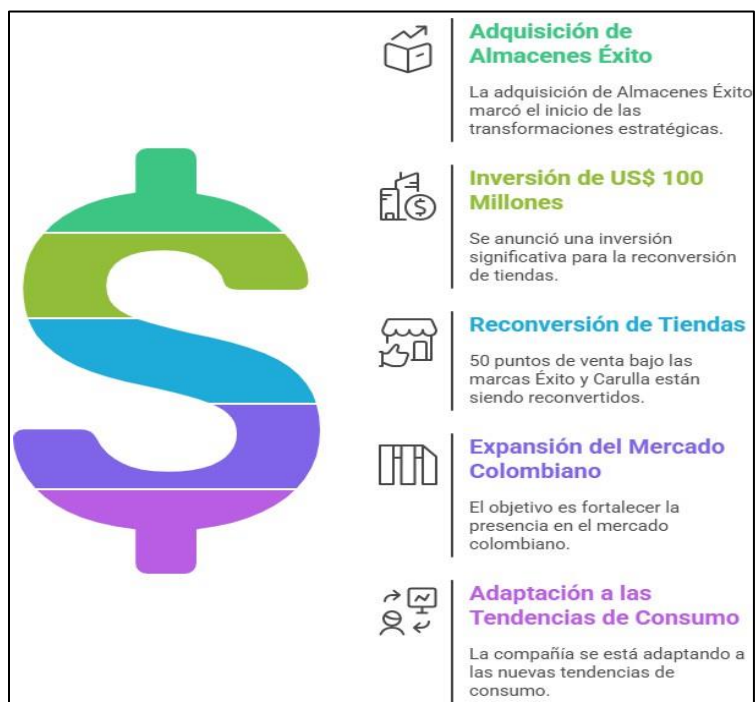 Adquisición de
Almacenes Éxito
La adquisición de Almacenes Éxito
marcó el inicio de las
transformaciones estratégicas.
Inversión de US$ 100
Millones
Se anunció una inversión
significativa para la reconversión
de tiendas.
Reconversión de Tiendas
50 puntos de venta bajo las
marcas Éxito y Carulla están
siendo reconvertidos.
Expansión del Mercado
Colombiano
El objetivo es fortalecer la
presencia en el mercado
colombiano.
Adaptación a las
Tendencias de Consumo
La compañía se está adaptando a
las nuevas tendencias de
consumo.